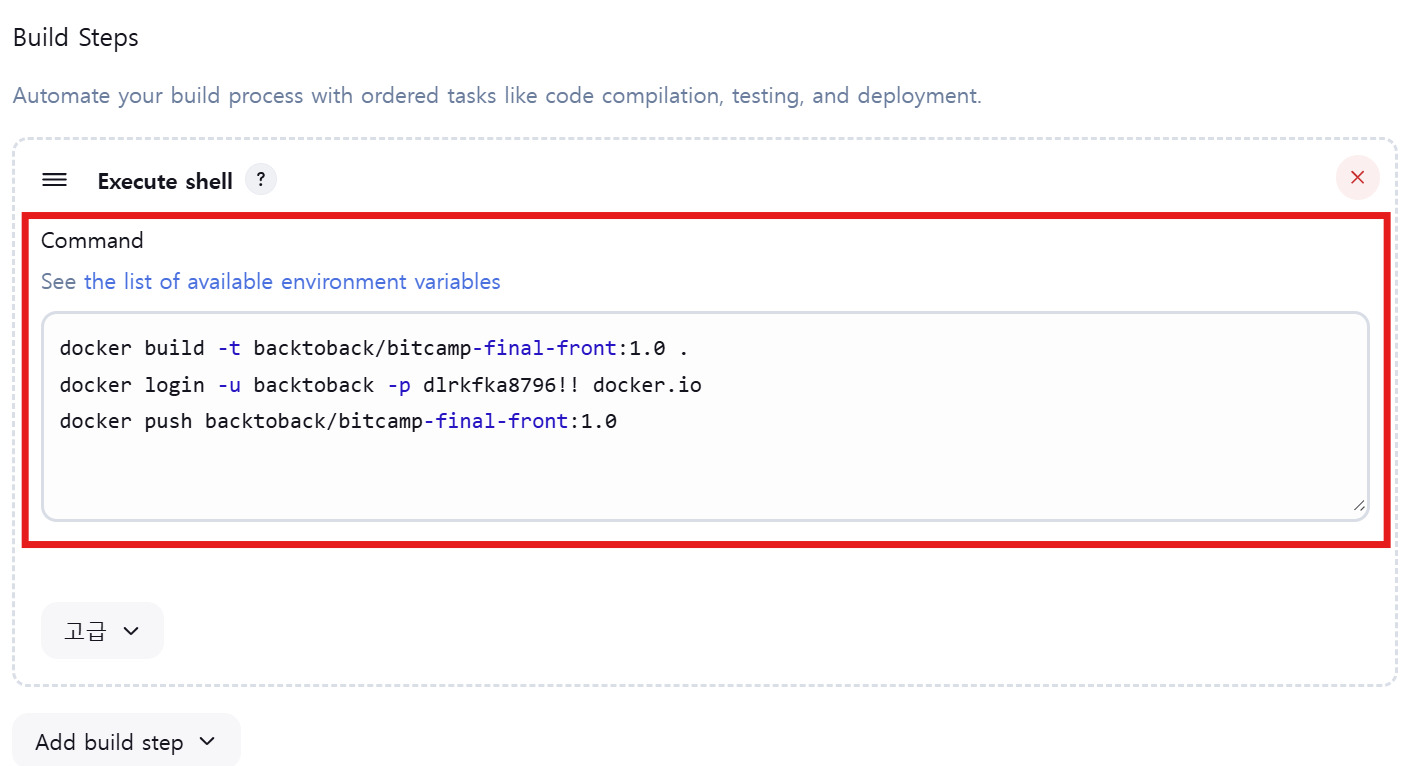 Build Steps
Automate your build process with ordered tasks like code compilation, testing, and deployment.
Execute shell ?
Command
See the list of available environment variables
docker build -t backtoback/bitcamp-final-front:1.0 .
docker login -u backtoback -p dlrkfka8796!! docker.io
docker push backtoback/bitcamp-final-front:1.0
고급
Add build step